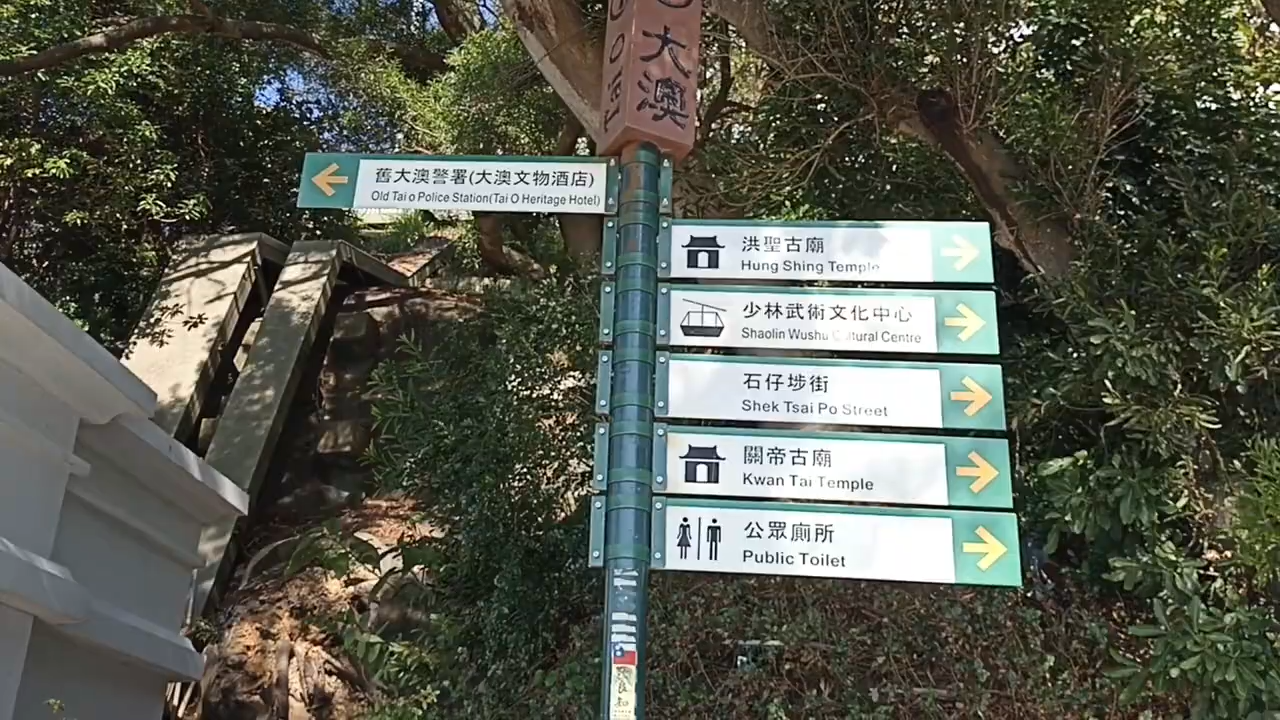 大澳
舊大澳警署(大澳文物酒店)
Old Tai o Police Station(Tai O Heritage Hotel)
洪聖古廟
Hung Shing Temple
少林武術文化中心
Shaolin Wushu Cultural Centre
石仔埗街
Shek Tsai Po Street
關帝古廟
Kwan Tai Temple
公眾廁所
Public Toilet